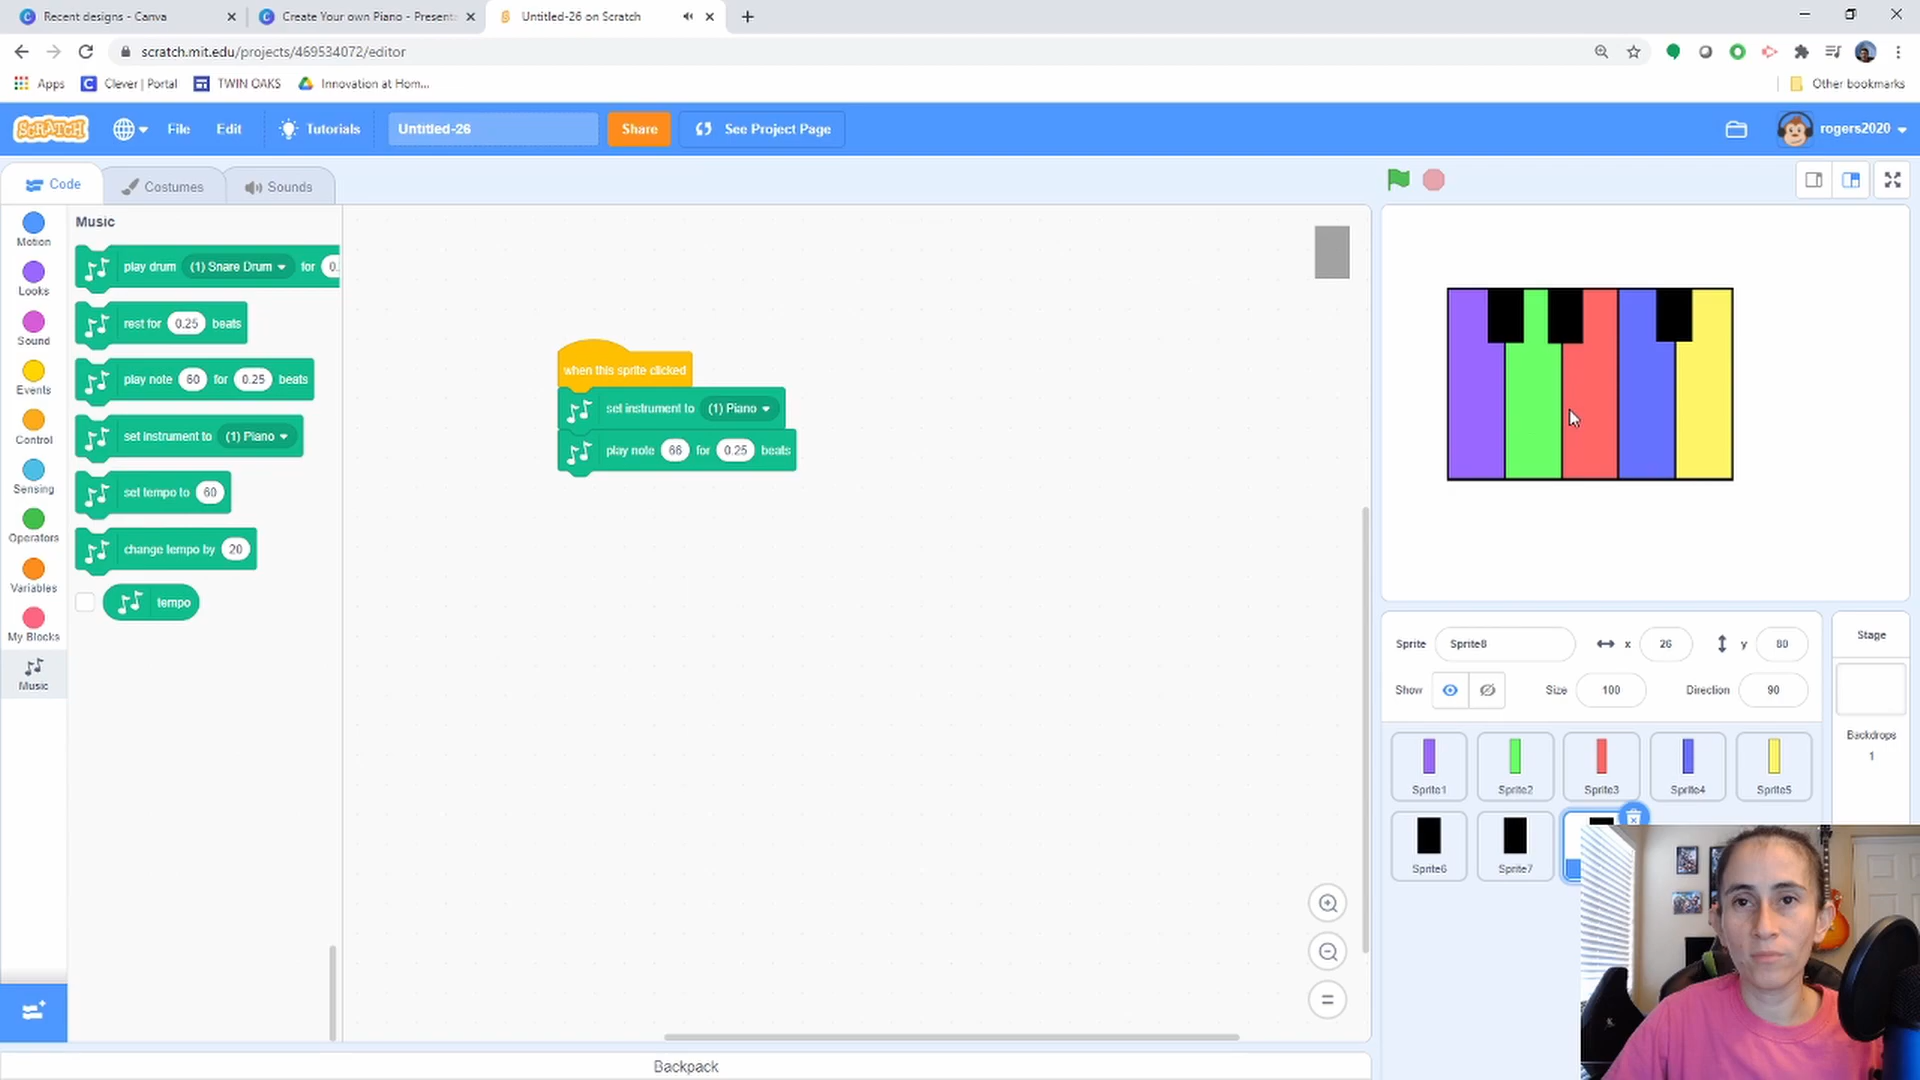 Recent designs - Canva
Create Your own Piano - Present
Untitled-26 on Scratch
scratch.mit.edu/projects/469534072/editor
Apps
Clever | Portal
TWIN OAKS
Innovation at Hom...
Other bookmarks
SCRATCH
File
Edit
Tutorials
Untitled-26
Share
See Project Page
rogers2020
Code
Costumes
Sounds
Motion
Looks
Sound
Events
Control
Sensing
Operators
Variables
My Blocks
Music
Music
play drum (1) Snare Drum for 0.
rest for 0.25 beats
play note 60 for 0.25 beats
set instrument to (1) Piano
set tempo to 60
change tempo by 20
tempo
when this sprite clicked
set instrument to (1) Piano
play note 66 for 0.25 beats
Sprite Sprite8 x 26 y 80
Show Size 100 Direction 90
Stage
Backdrops
1
Sprite1
Sprite2
Sprite3
Sprite4
Sprite5
Sprite6
Sprite7
Backpack